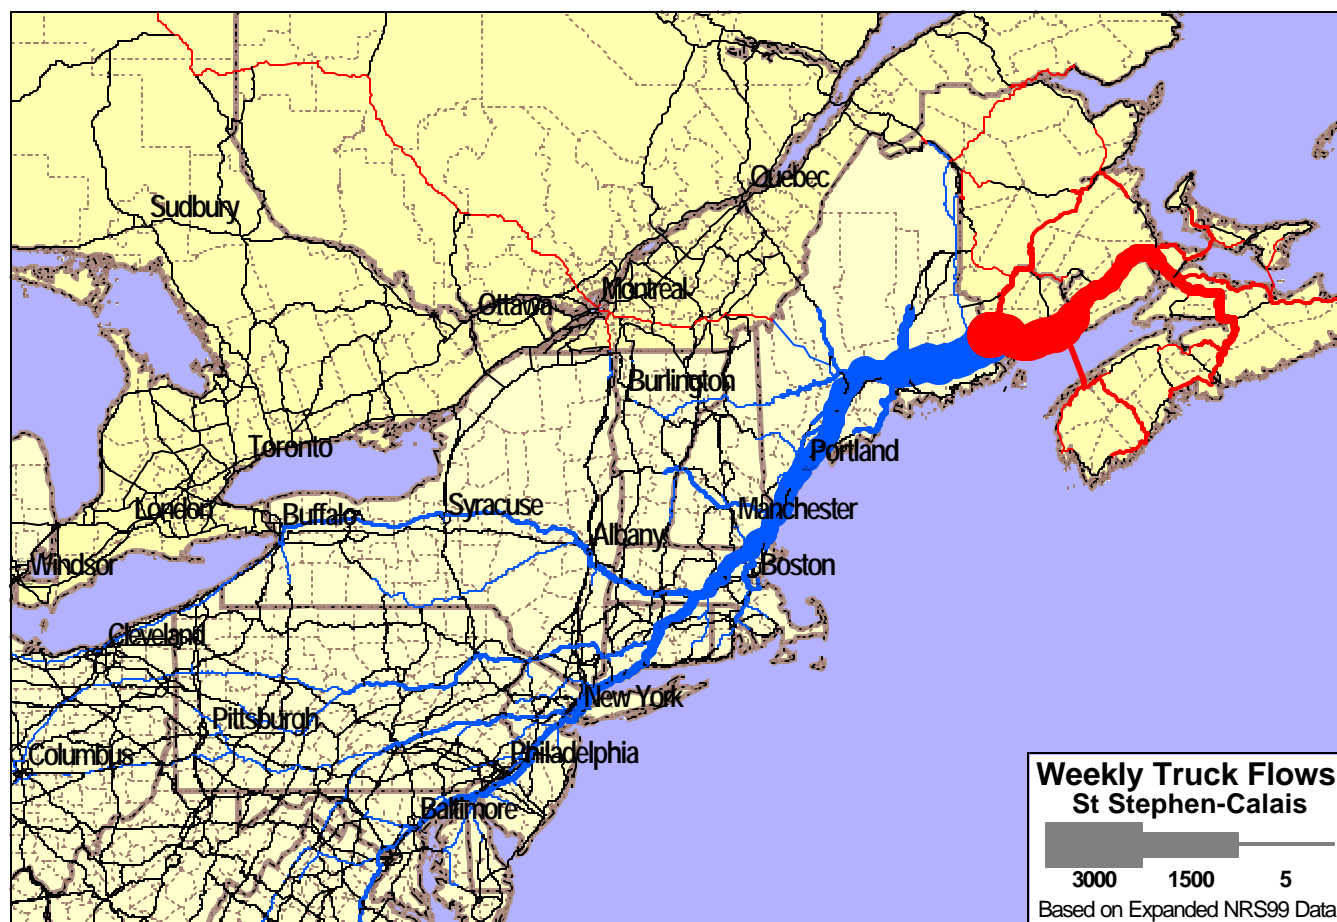 Quebec
Sudbury
Montreal
Ottawa
Burlington
Toronto
Portland
London
Buffalo
Syracuse
Manchester
Albany
Windsor
Boston
Cleveland
New York
Pittsburgh
Columbus
Philadelphia
Baltimore
Weekly Truck Flows
St Stephen-Calais
3000 1500 5
Based on Expanded NRS99 Data